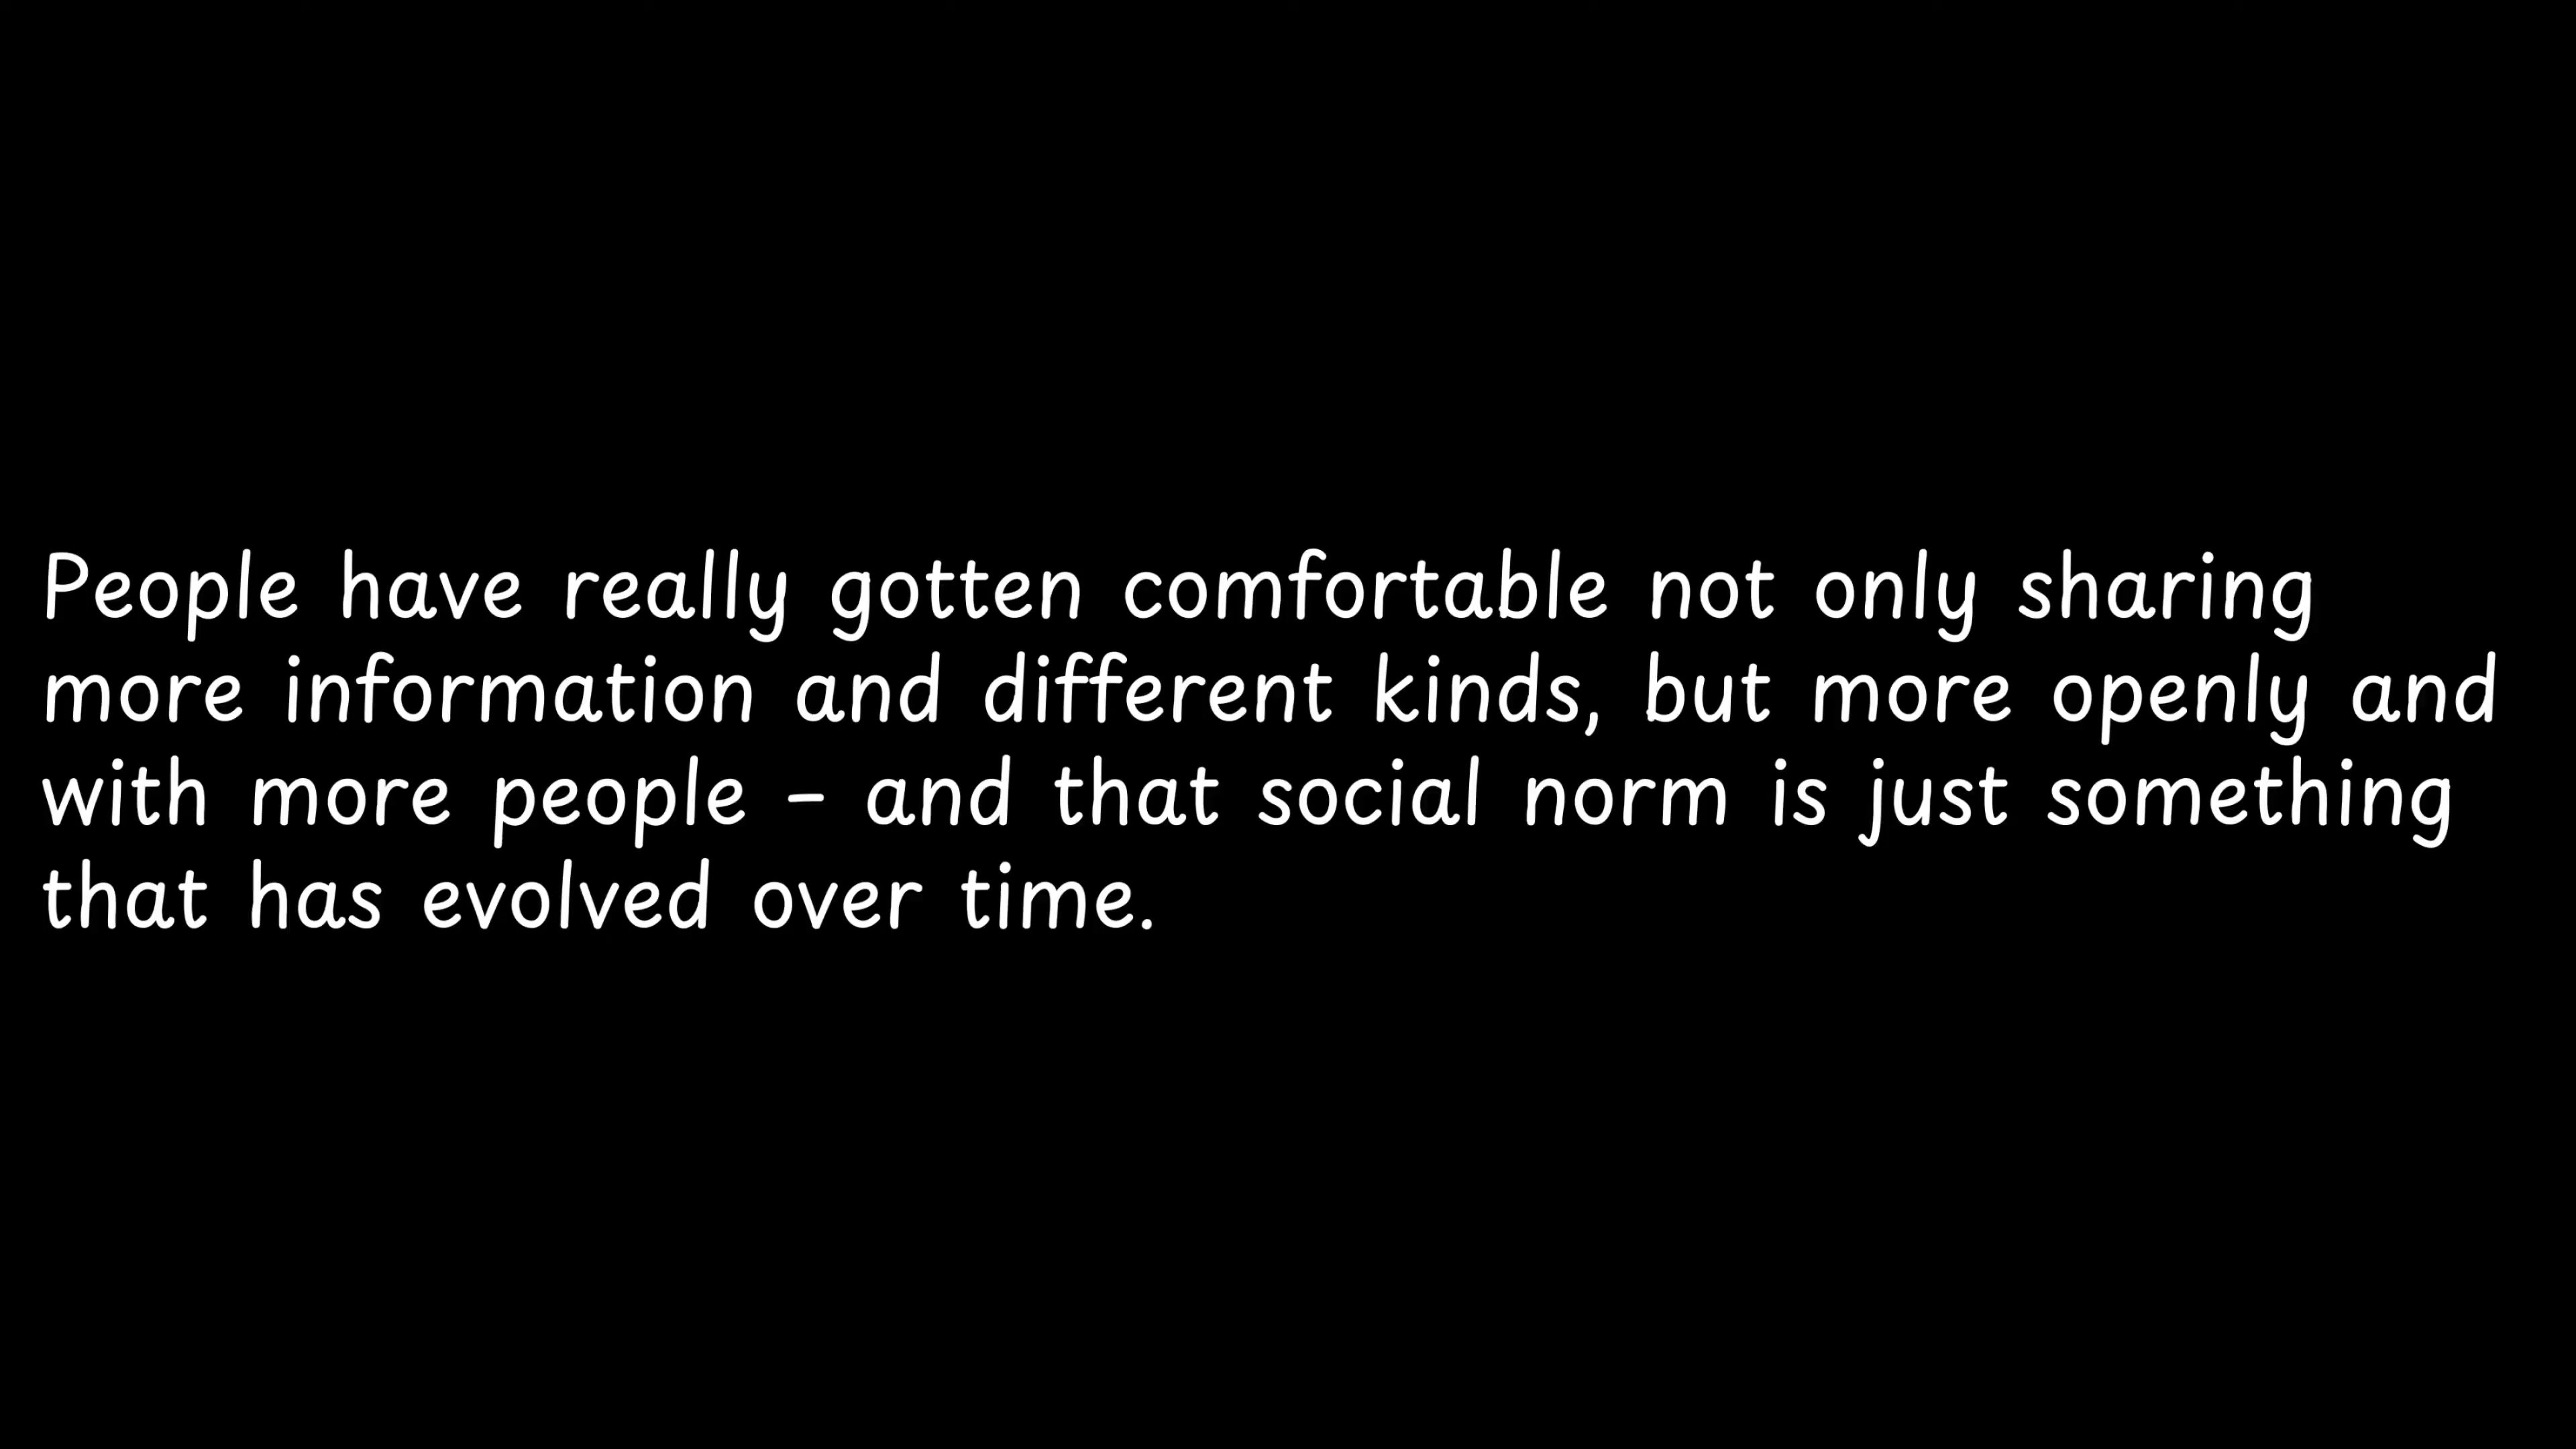 People have really gotten comfortable not only sharing
more information and different kinds, but more openly and
with more people - and that social norm is just something
that has evolved over time.